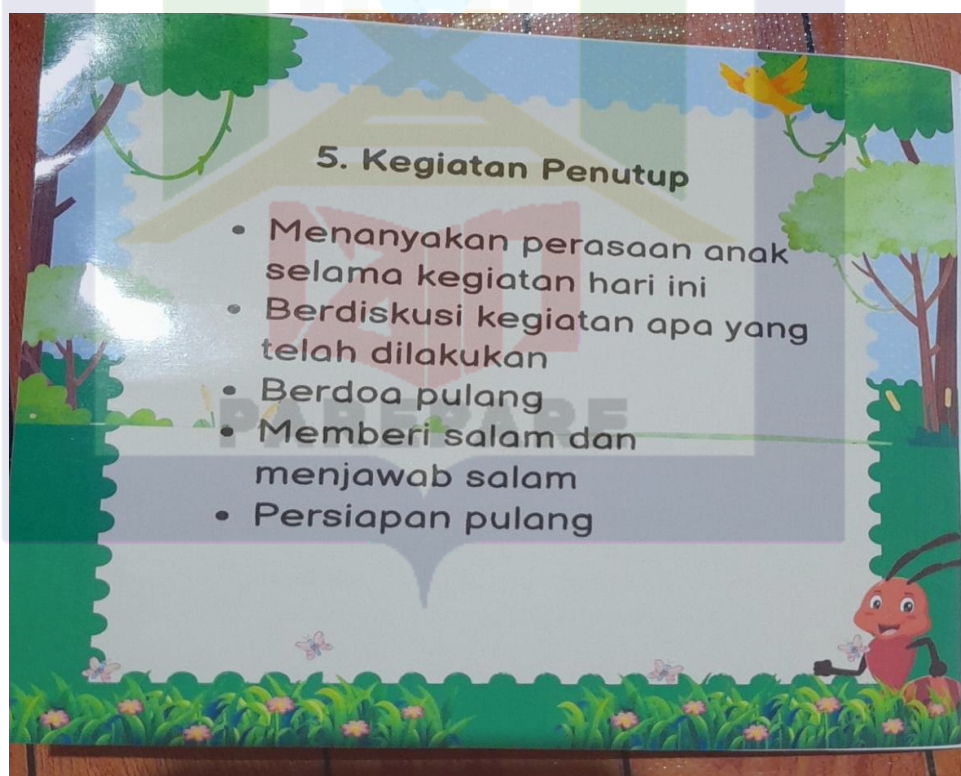 5. Kegiatan Penutup
• Menanyakan perasaan anak
selama kegiatan hari ini
• Berdiskusi kegiatan apa yang
telah dilakukan
• Berdoa pulang
PAREPARE
• Memberi salam dan
menjawab salam
• Persiapan pulang